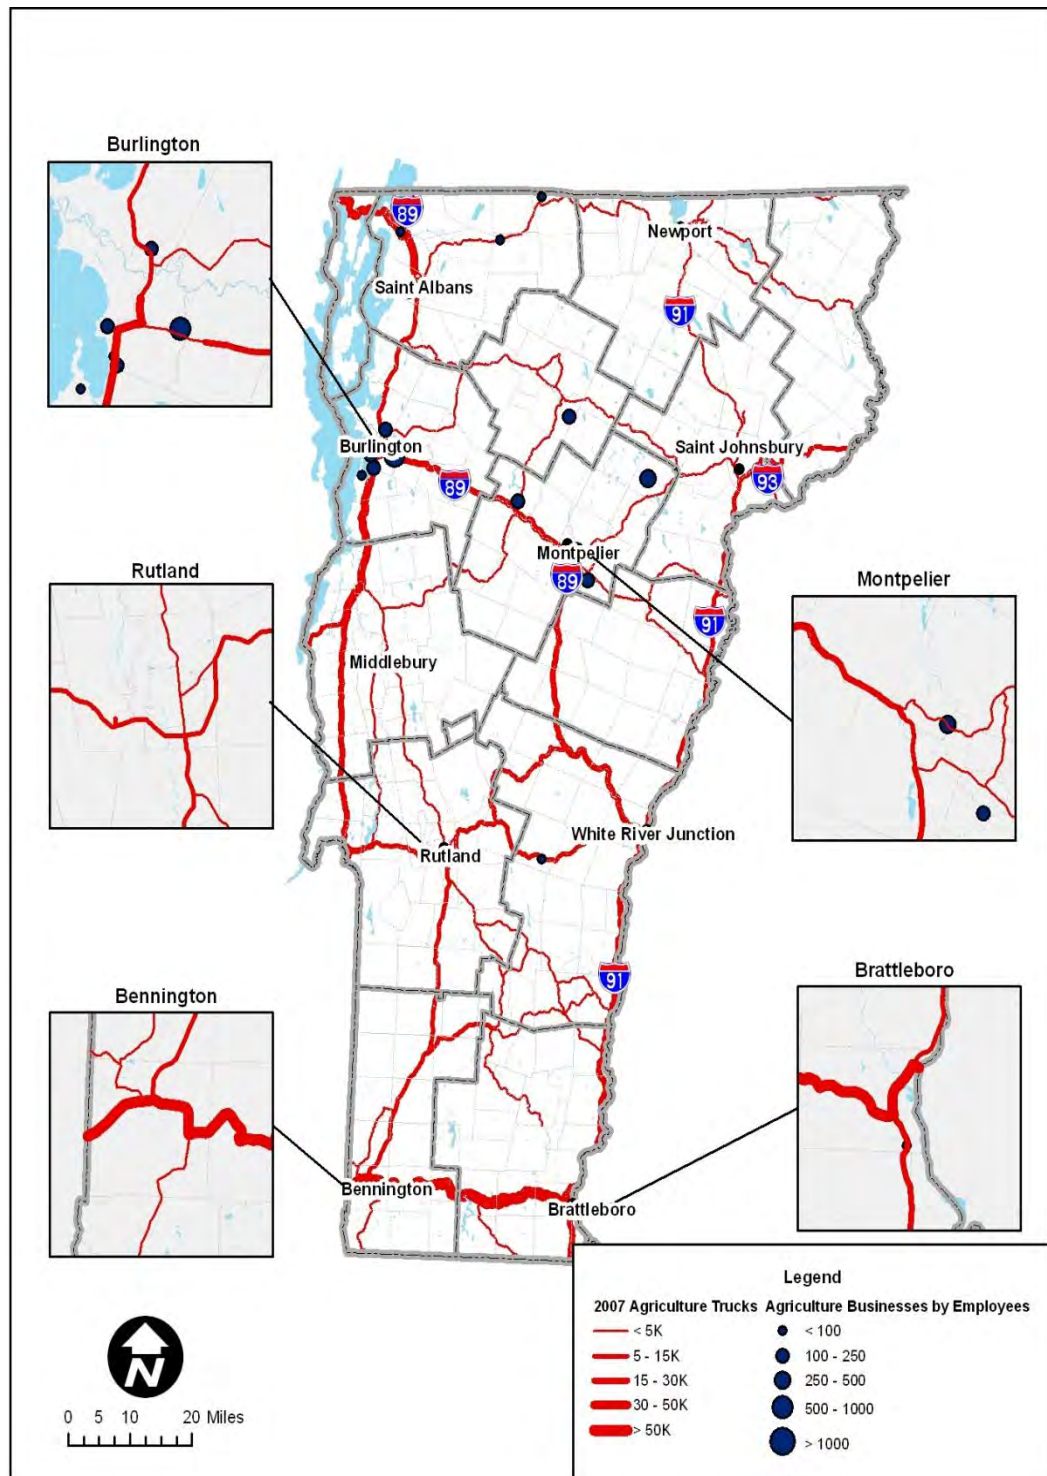 Burlington
89
Newport
Saint Albans
91
Burlington
Saint Johnsbury
93
89
Montpelier
Rutland
89
Montpelier
91
Middlebury
White River Junction
Rutland
Brattleboro
91
Bennington
Bennington
Brattleboro
Legend
2007 Agriculture Trucks Agriculture Businesses by Employees
< 5K < 100
5 - 15K 100 - 250
15 - 30K 250 - 500
30 - 50K 500 - 1000
> 50K > 1000
N
0 5 10 20 Miles